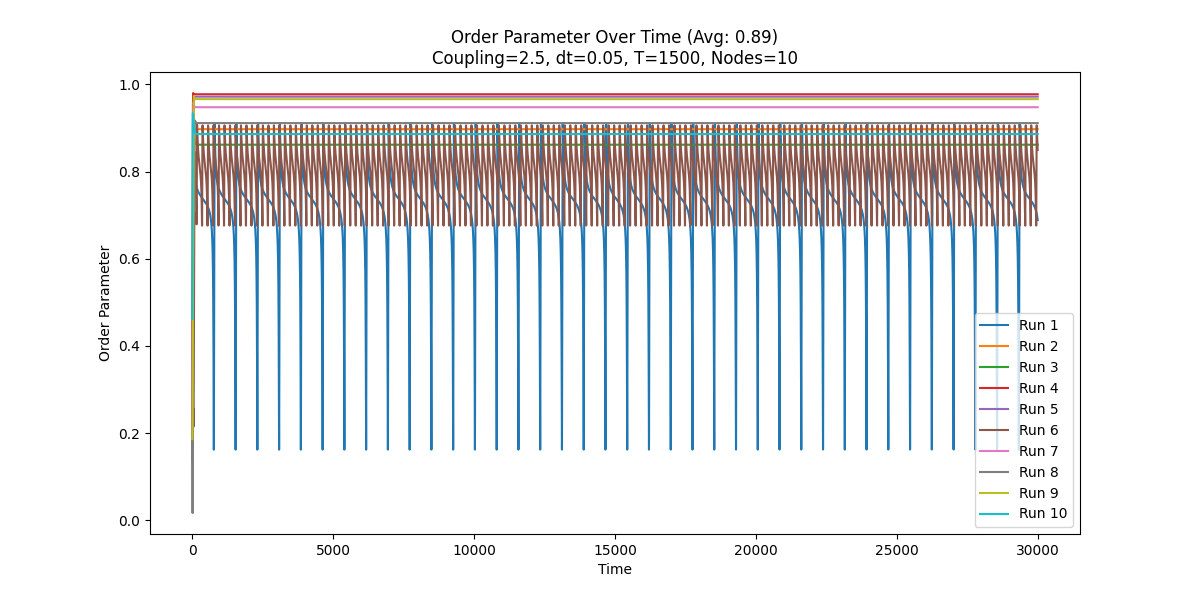 Order Parameter Over Time (Avg: 0.89)
Coupling=2.5, dt=0.05, T=1500, Nodes=10
1.0
0.8
0.6
0.4
0.2
0.0
Order Parameter
0 5000 10000 15000 20000 25000 30000
Time
Run 1
Run 2
Run 3
Run 4
Run 5
Run 6
Run 7
Run 8
Run 9
Run 10